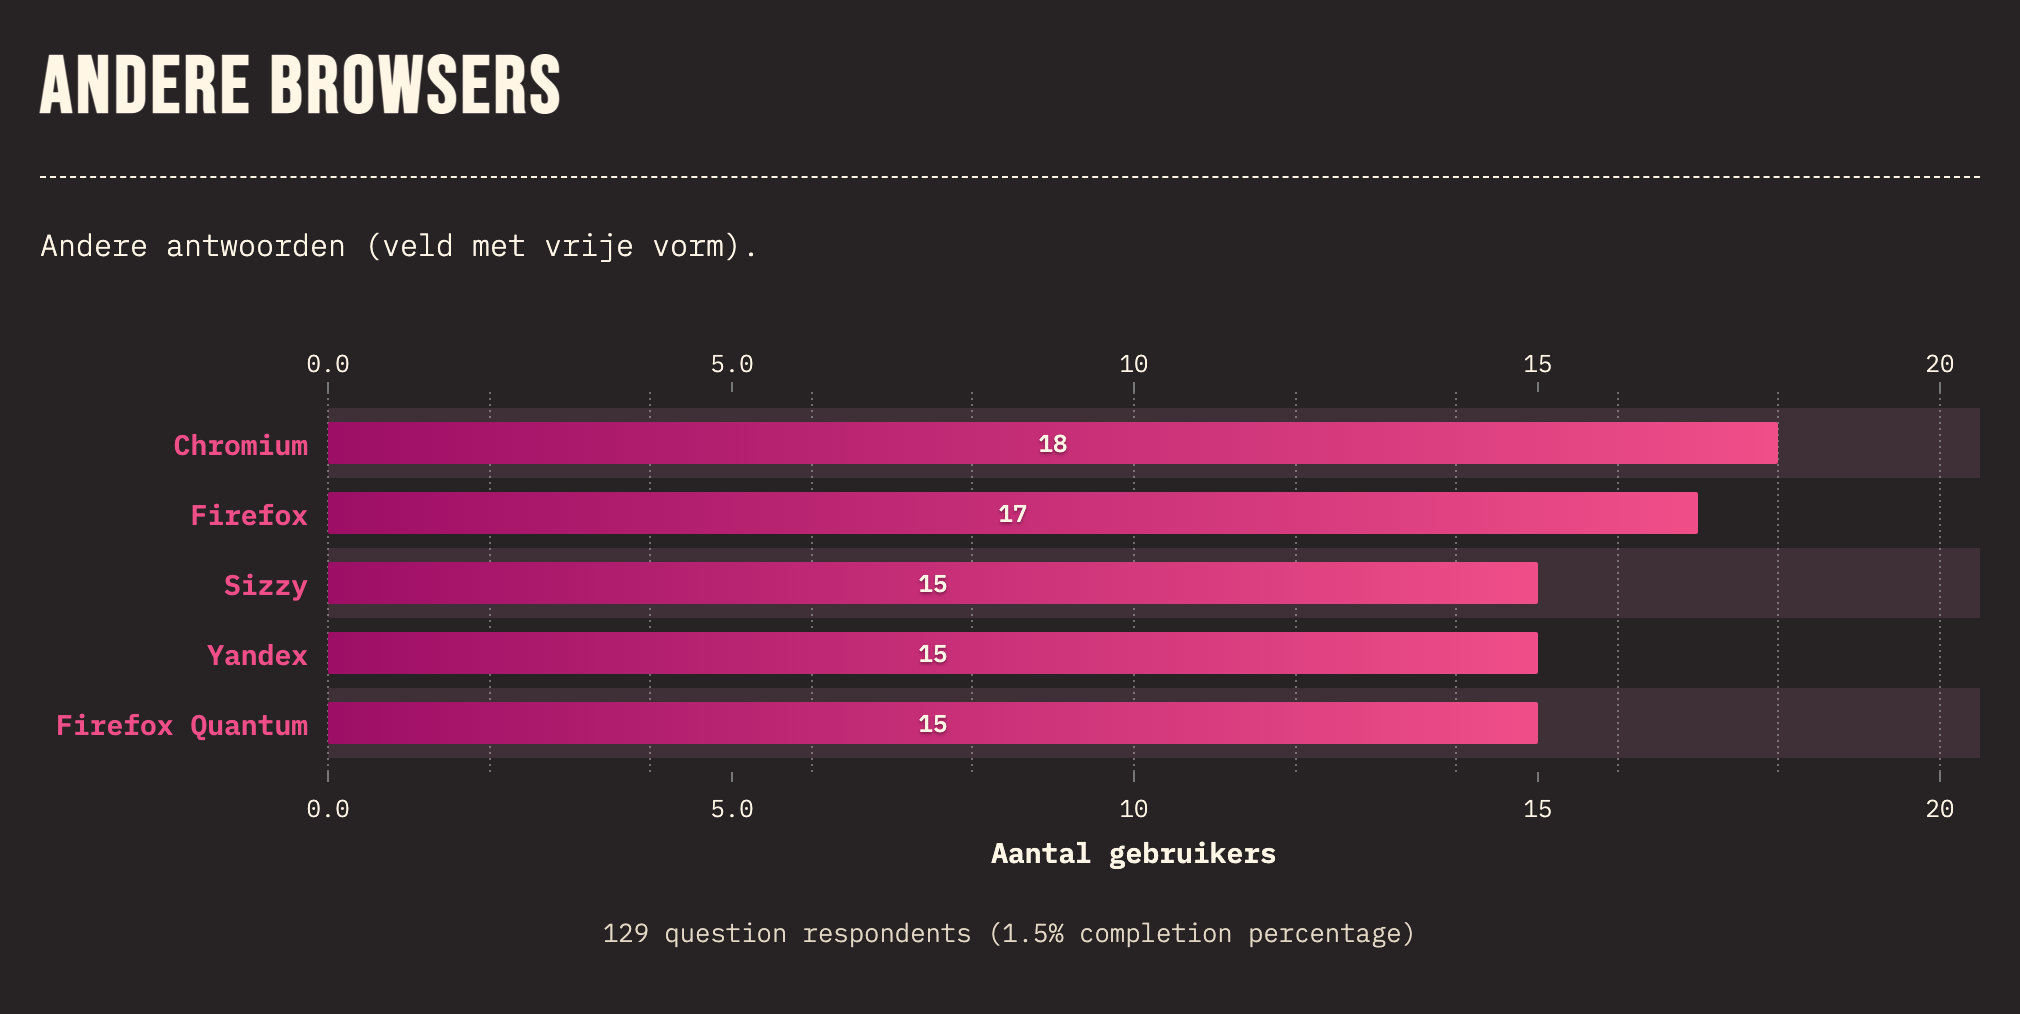 ANDERE BROWSERS
Andere antwoorden (veld met vrije vorm).
0.0 5.0 10 15 20
Chromium 18
Firefox 17
Sizzy 15
Yandex 15
Firefox Quantum 15
0.0 5.0 10 15 20
Aantal gebruikers
129 question respondents (1.5% completion percentage)